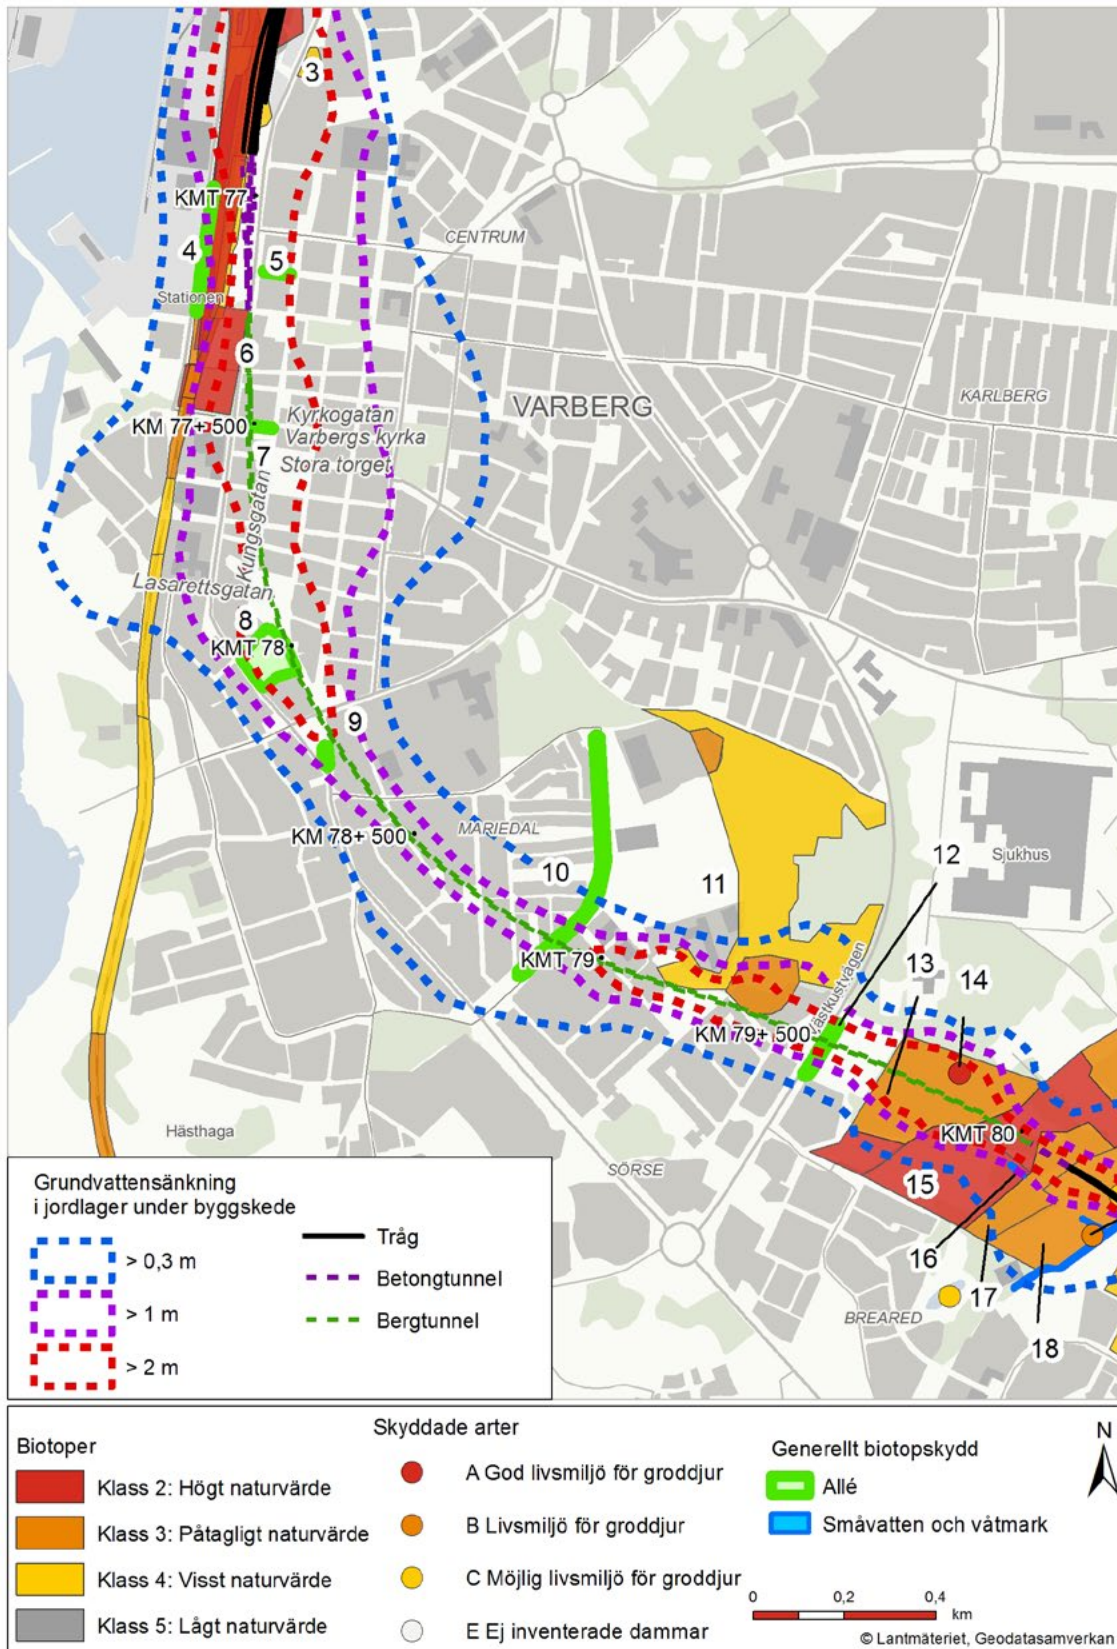 3
KMT 77
4
CENTRUM
5
Stationen
6
KARLBERG
VARBERG
Kyrkogatan
KM 77+ 500
Varbergs kyrka
7
Stora torget
Kungsgatan
Lasarettsgatan
8
KMT 78
9
KM 78+ 500
MARIEDAL
10
11
12
Sjukhus
KMT 79
13
14
Västkustvägen
KM 79+ 500
Hästhaga
KMT 80
SÖRSE
15
16
17
BREARED
18
Grundvattensänkning
i jordlager under byggskede
> 0,3 m
> 1 m
> 2 m
Tråg
Betongtunnel
Bergtunnel
Biotoper
Klass 2: Högt naturvärde
Klass 3: Påtagligt naturvärde
Klass 4: Visst naturvärde
Klass 5: Lågt naturvärde
Skyddade arter
A God livsmiljö för groddjur
B Livsmiljö för groddjur
C Möjlig livsmiljö för groddjur
E Ej inventerade dammar
Generellt biotopskydd
Allé
Småvatten och våtmark
N
0 0,2 0,4
km
© Lantmäteriet, Geodatasamverkan